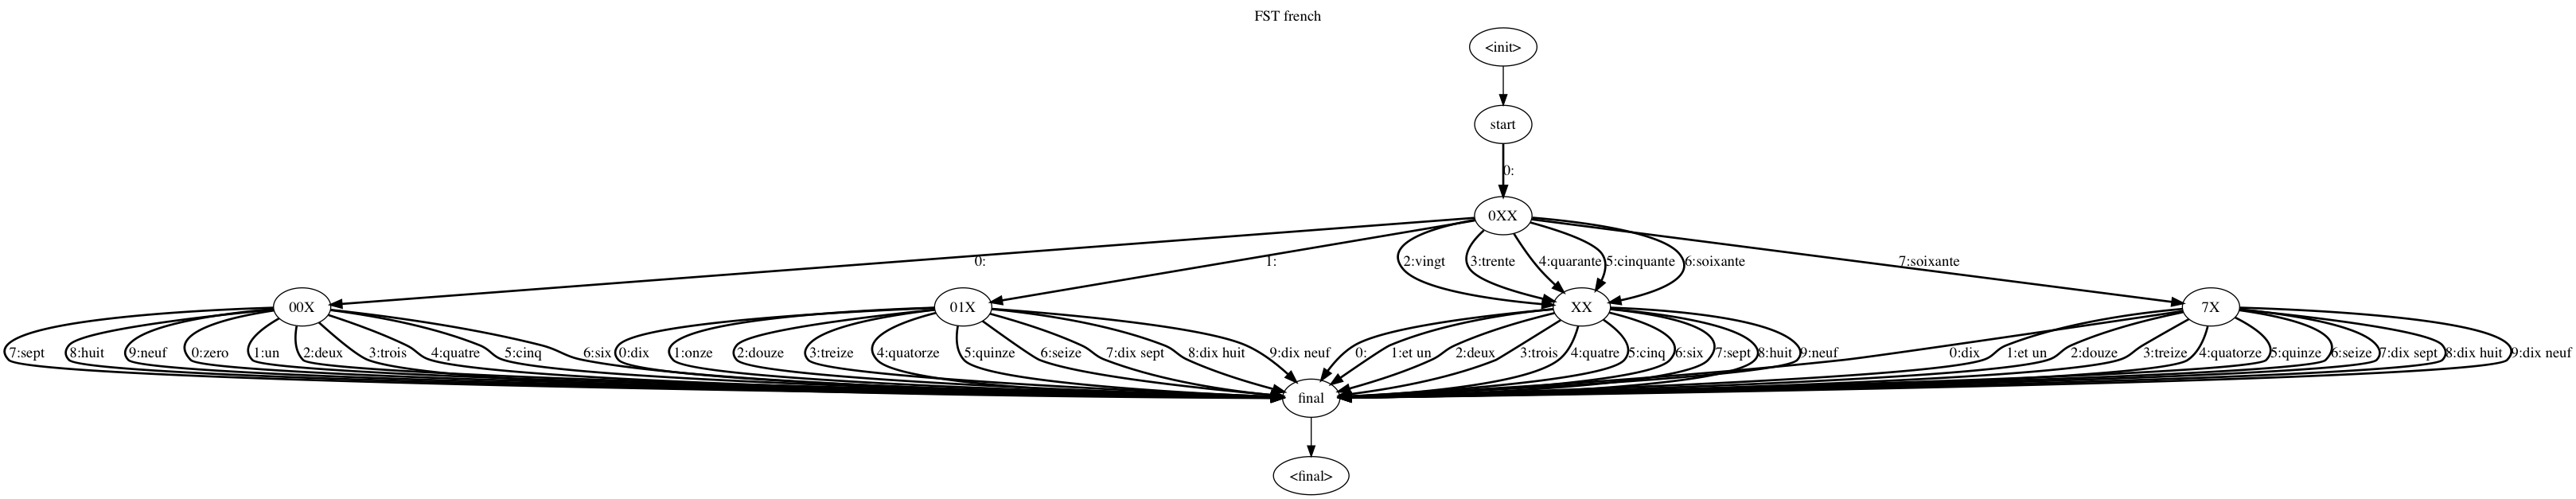 FST french
<init>
start
0:
0XX
0:
1:
2:vingt
3:trente
4:quarante
5:cinquante
6:soixante
7:soixante
00X
01X
XX
7X
7:sept
8:huit
9:neuf
0:zero
1:un
2:deux
3:trois
4:quatre
5:cinq
6:six
0:dix
1:onze
2:douze
3:treize
4:quatorze
5:quinze
6:seize
7:dix sept
8:dix huit
9:dix neuf
0:
1:et un
2:deux
3:trois
4:quatre
5:cinq
6:six
7:sept
8:huit
9:neuf
0:dix
1:et un
2:douze
3:treize
4:quatorze
5:quinze
6:seize
7:dix sept
8:dix huit
9:dix neuf
final
<final>